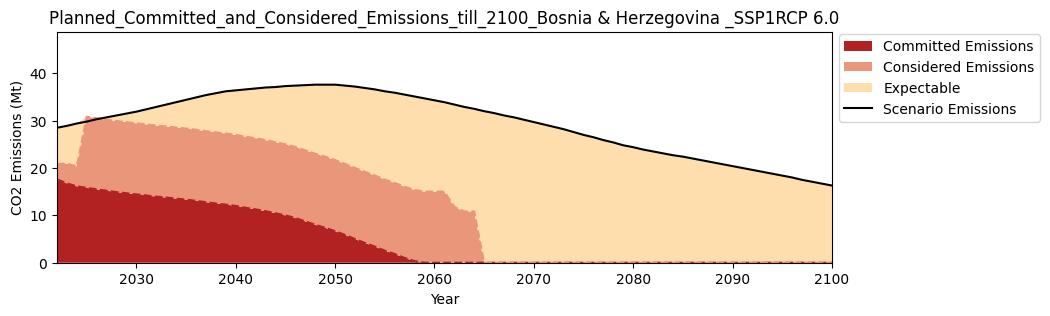 Planned_Committed_and_Considered_Emissions_till_2100_Bosnia & Herzegovina _SSP1RCP 6.0
CO2 Emissions (Mt)
40
30
20
10
0
2030 2040 2050 2060 2070 2080 2090 2100
Year
Committed Emissions
Considered Emissions
Expectable
Scenario Emissions